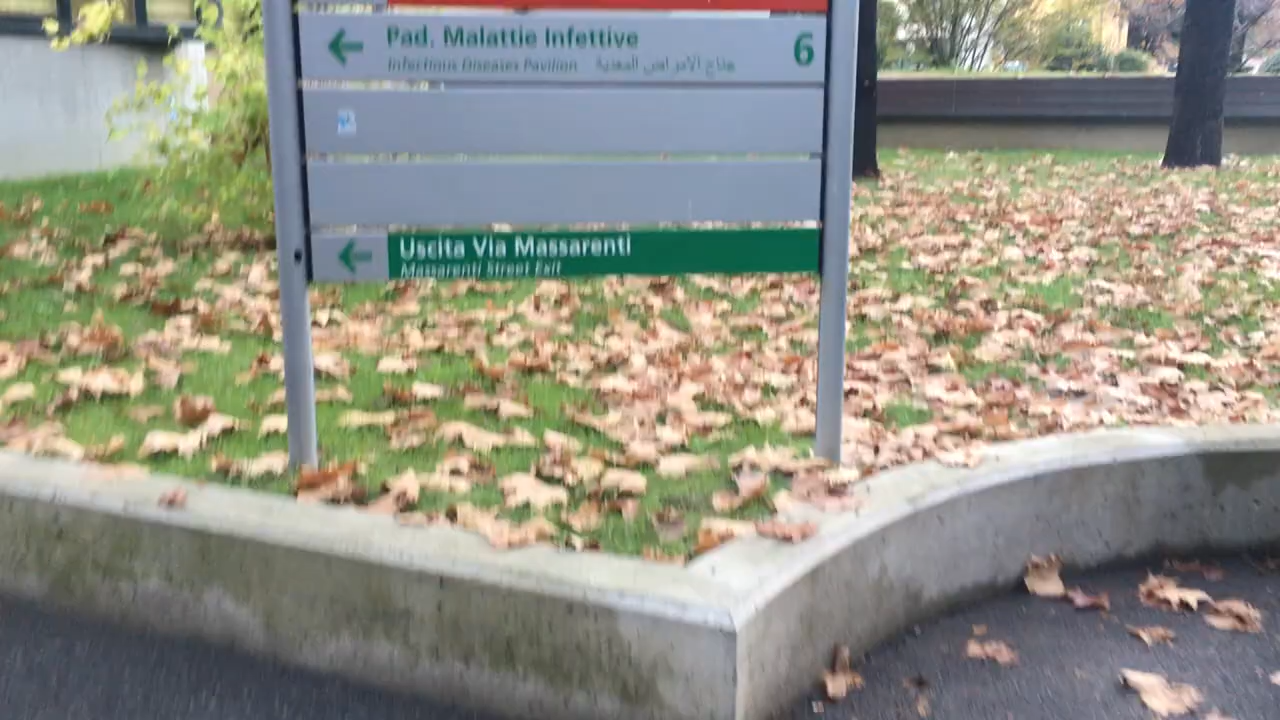 Pad. Malattie Infettive
6
Infectious Diseases Pavilion جناح الأمراض المعدية
Uscita Via Massarenti
Massarenti Street Exit